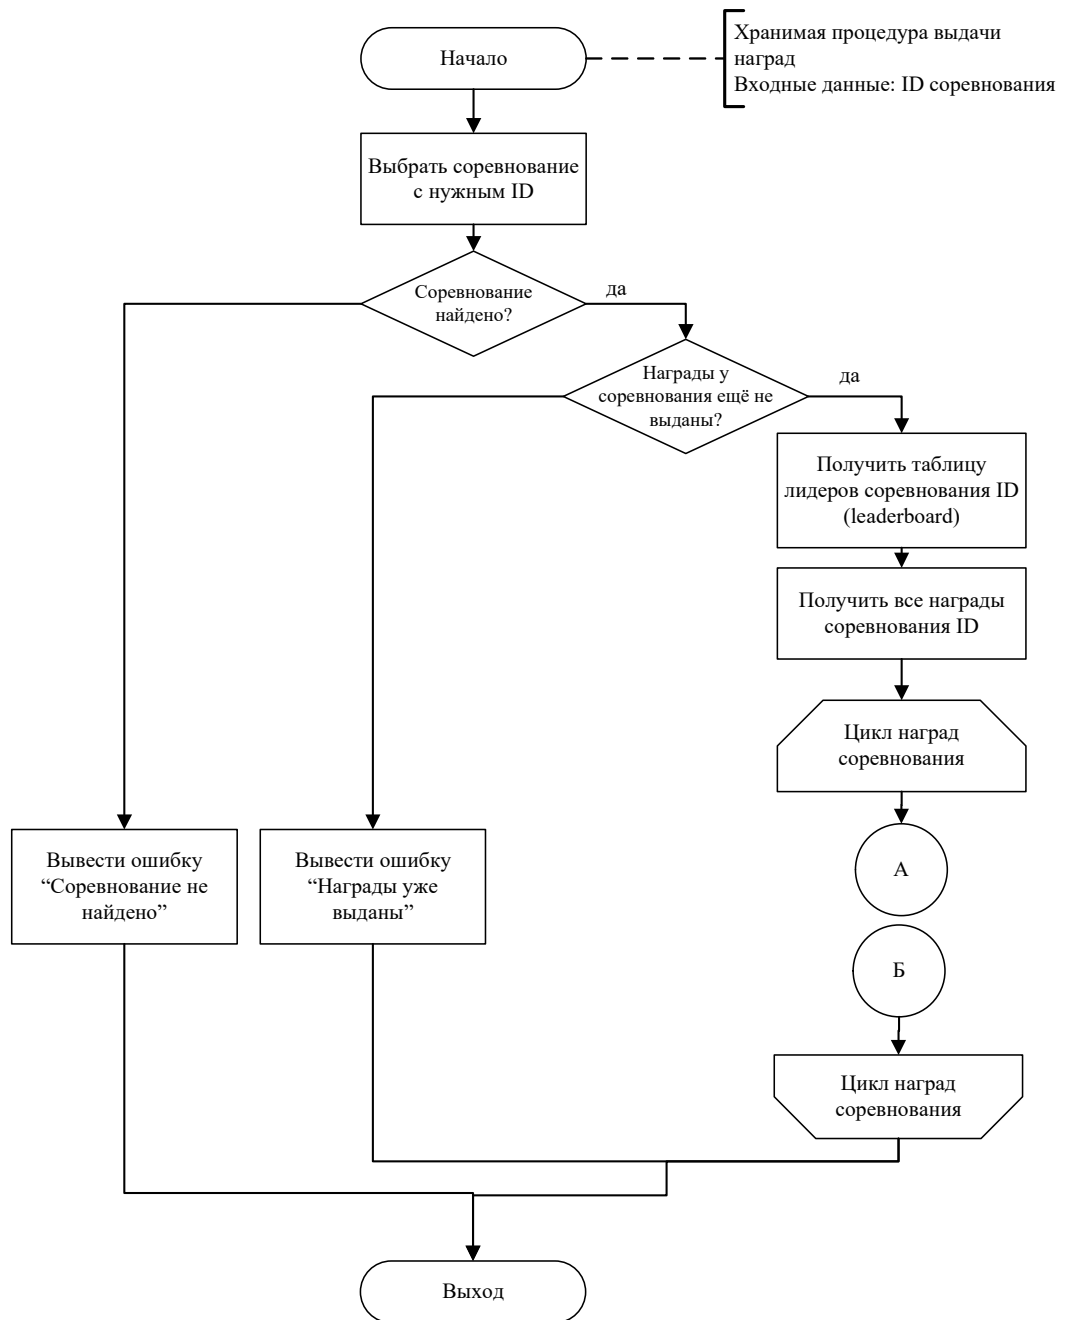 Начало
Хранимая процедура выдачи
наград
Входные данные: ID соревнования
Выбрать соревнование
с нужным ID
Соревнование
найдено?
да
Награды у
соревнования ещё не
выданы?
да
Получить таблицу
лидеров соревнования ID
(leaderboard)
Получить все награды
соревнования ID
Цикл наград
соревнования
А
Вывести ошибку
“Соревнование не
найдено”
Вывести ошибку
“Награды уже
выданы”
Б
Цикл наград
соревнования
Выход